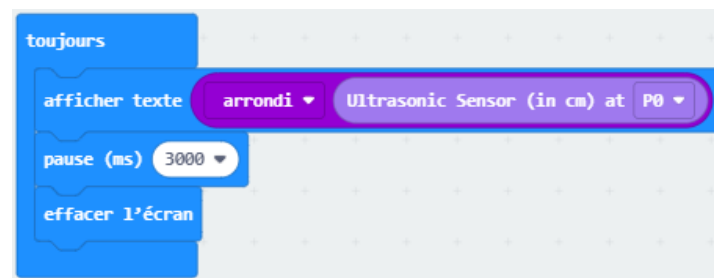 toujours
afficher texte arrondi Ultrasonic Sensor (in cm) at P0
pause (ms) 3000
effacer l’écran